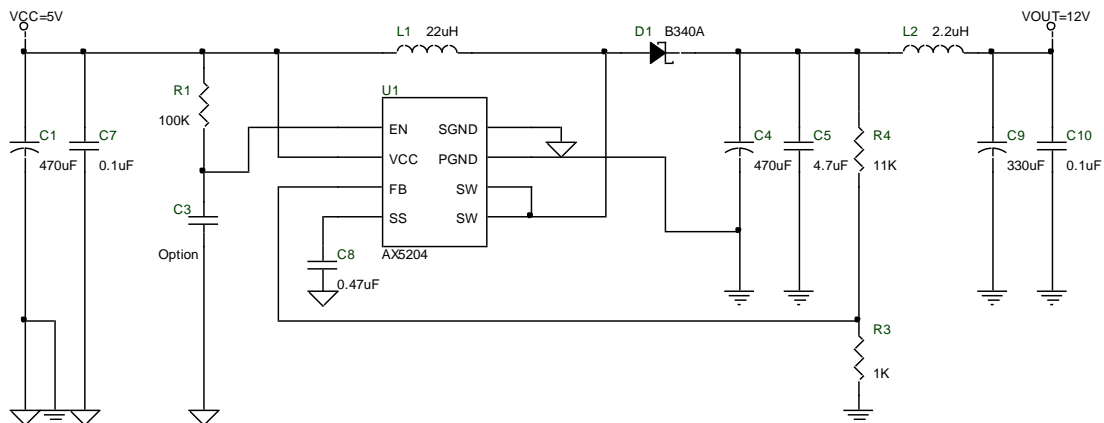 VCC=5V
VOUT=12V
L1
22uH
D1
B340A
L2
2.2uH
R1
100K
U1
EN
SGND
C1
C7
C4
C5
R4
C9
C10
VCC
PGND
470uF
0.1uF
470uF
4.7uF
11K
330uF
0.1uF
FB
SW
C3
SS
SW
Option
C8
AX5204
0.47uF
R3
1K